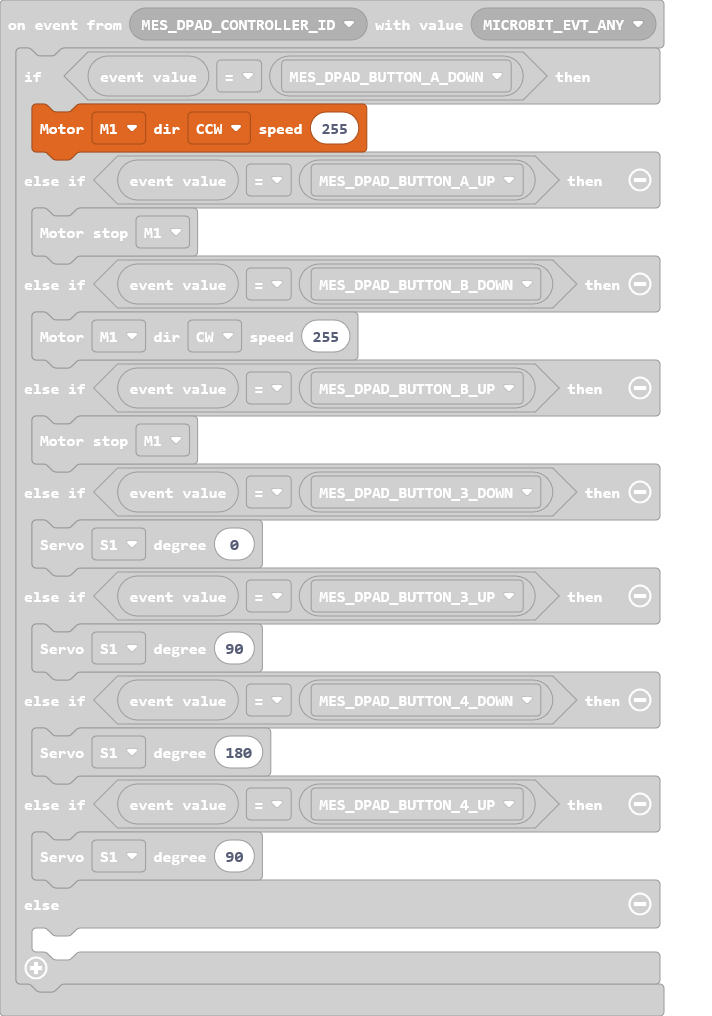 on event from MES_DPAD_CONTROLLER_ID with value MICROBIT_EVT_ANY
if event value = MES_DPAD_BUTTON_A_DOWN then
Motor M1 dir CCW speed 255
else if event value = MES_DPAD_BUTTON_A_UP then
Motor stop M1
else if event value = MES_DPAD_BUTTON_B_DOWN then
Motor M1 dir CW speed 255
else if event value = MES_DPAD_BUTTON_B_UP then
Motor stop M1
else if event value = MES_DPAD_BUTTON_3_DOWN then
Servo S1 degree 0
else if event value = MES_DPAD_BUTTON_3_UP then
Servo S1 degree 90
else if event value = MES_DPAD_BUTTON_4_DOWN then
Servo S1 degree 180
else if event value = MES_DPAD_BUTTON_4_UP then
Servo S1 degree 90
else